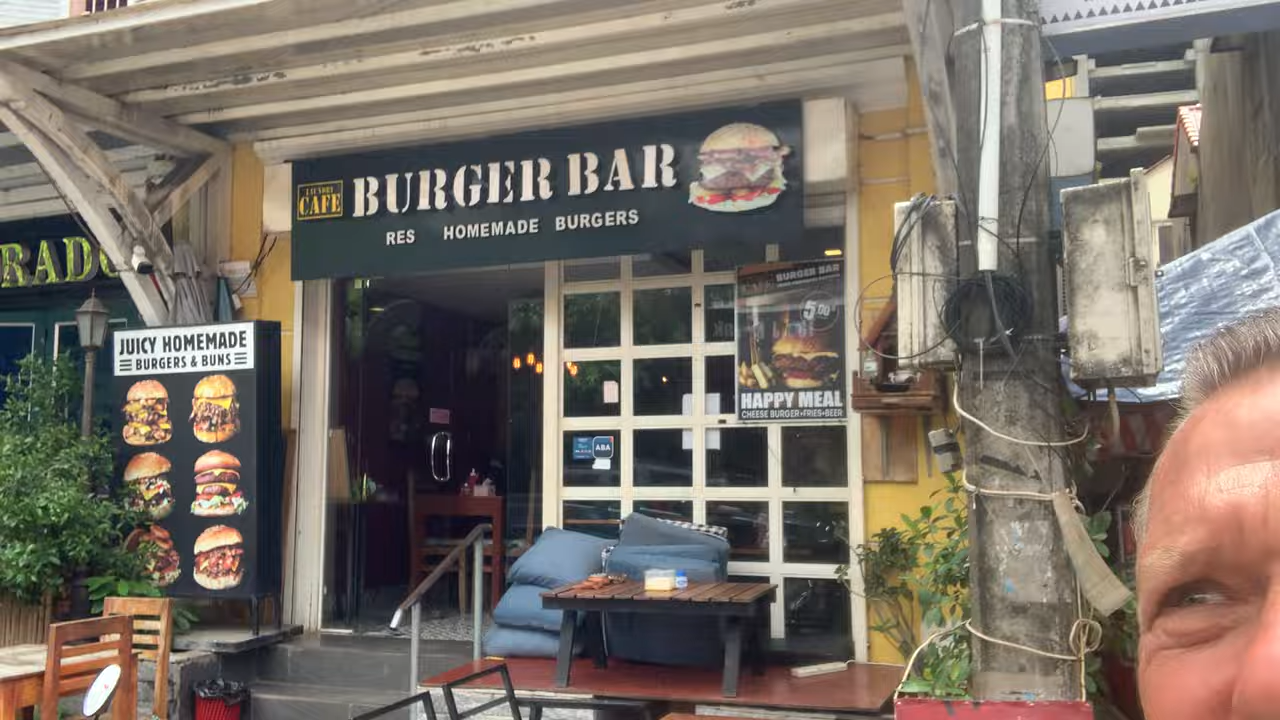 RADO
LAUNDRY
CAFE
BURGER BAR
RES HOMEMADE BURGERS
JUICY HOMEMADE
BURGERS & BUNS
BURGER BAR
5.00
HAPPY MEAL
CHEESE BURGER+FRIES+BEER
ABA